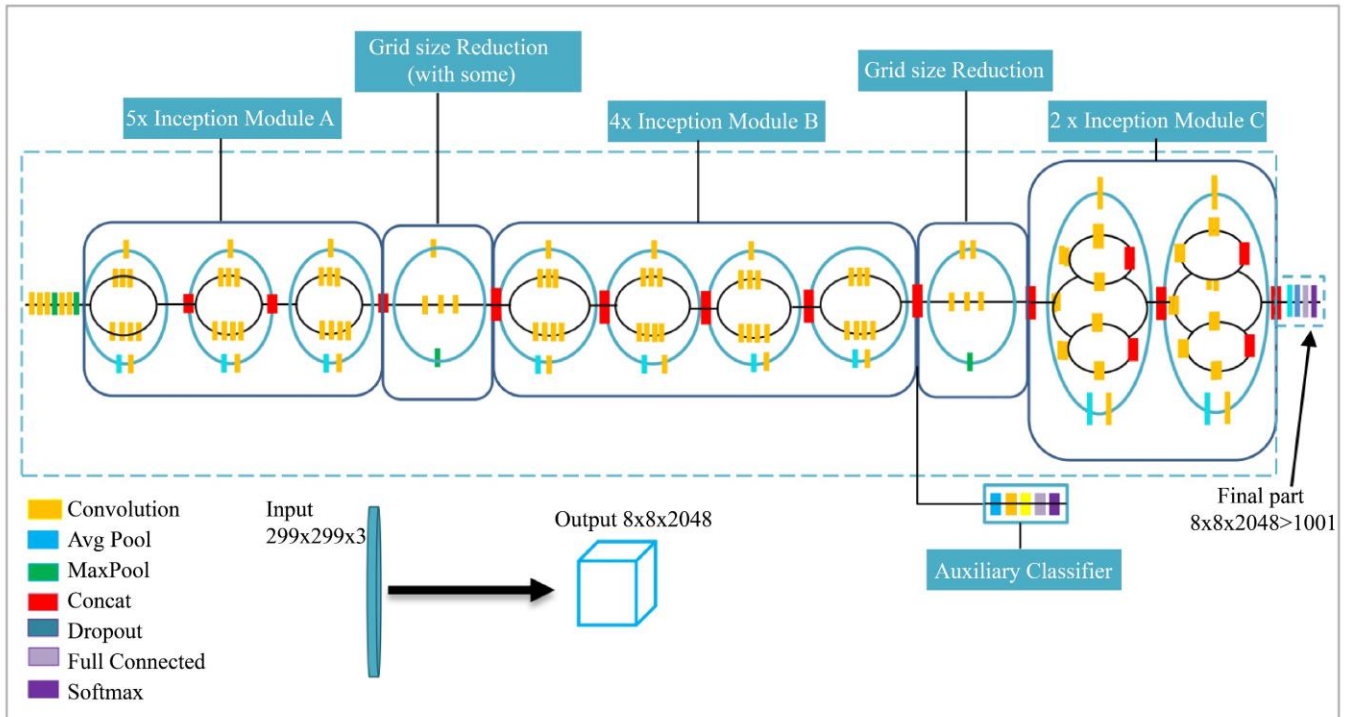 Grid size Reduction
(with some)
Grid size Reduction
5x Inception Module A
4x Inception Module B
2 x Inception Module C
Convolution
Avg Pool
MaxPool
Concat
Dropout
Full Connected
Softmax
Input
299x299x3
Output 8x8x2048
Auxiliary Classifier
Final part
8x8x2048>1001